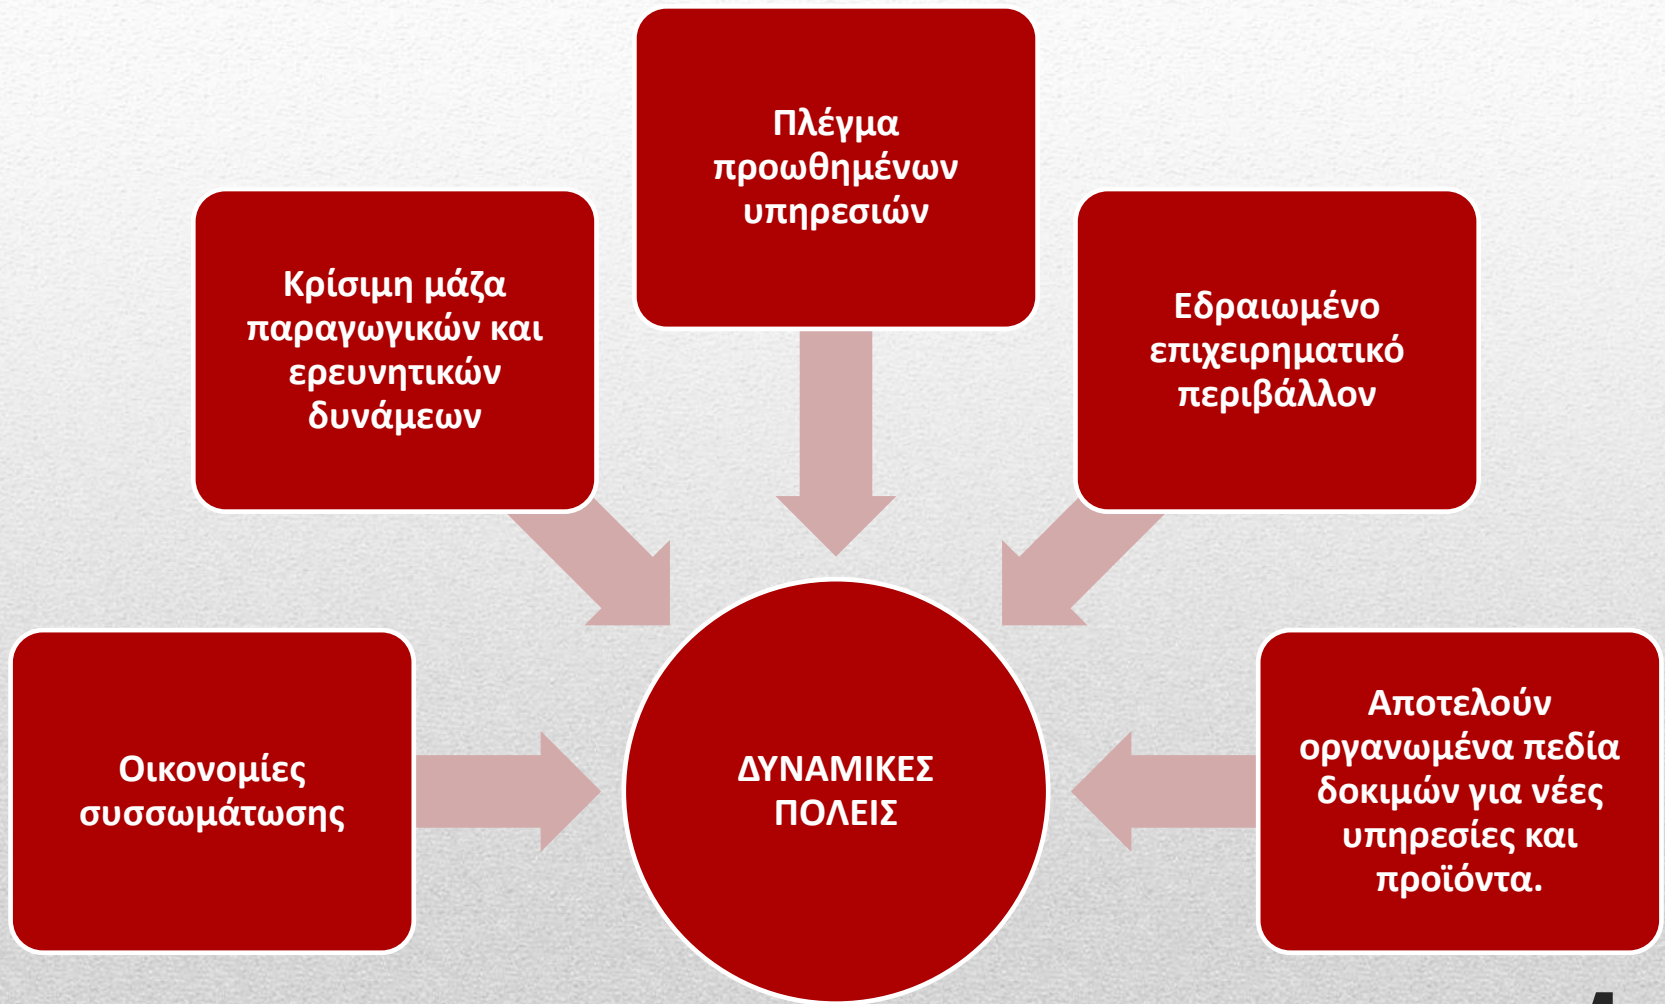 Πλέγμα
προωθημένων
υπηρεσιών
Κρίσιμη μάζα
παραγωγικών και
ερευνητικών
δυνάμεων
Εδραιωμένο
επιχειρηματικό
περιβάλλον
Οικονομίες
συσσωμάτωσης
ΔΥΝΑΜΙΚΕΣ
ΠΟΛΕΙΣ
Αποτελούν
οργανωμένα πεδία
δοκιμών για νέες
υπηρεσίες και
προϊόντα.